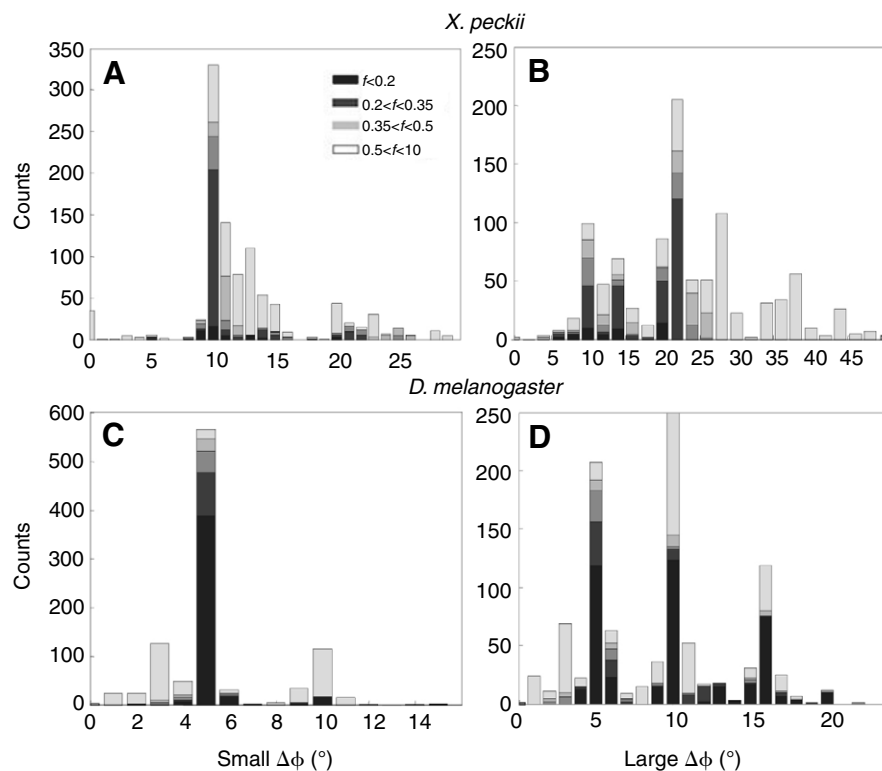 X. peckii
A
B
350
300
250
200
150
100
50
0
Counts
f<0.2
0.2<f<0.35
0.35<f<0.5
0.5<f<10
0 5 10 15 20 25
250
200
150
100
50
0
0 5 10 15 20 25 30 35 40 45
D. melanogaster
C
D
600
500
400
300
200
100
0
Counts
0 2 4 6 8 10 12 14
Small Δϕ (°)
250
200
150
100
50
0
0 5 10 15 20
Large Δϕ (°)